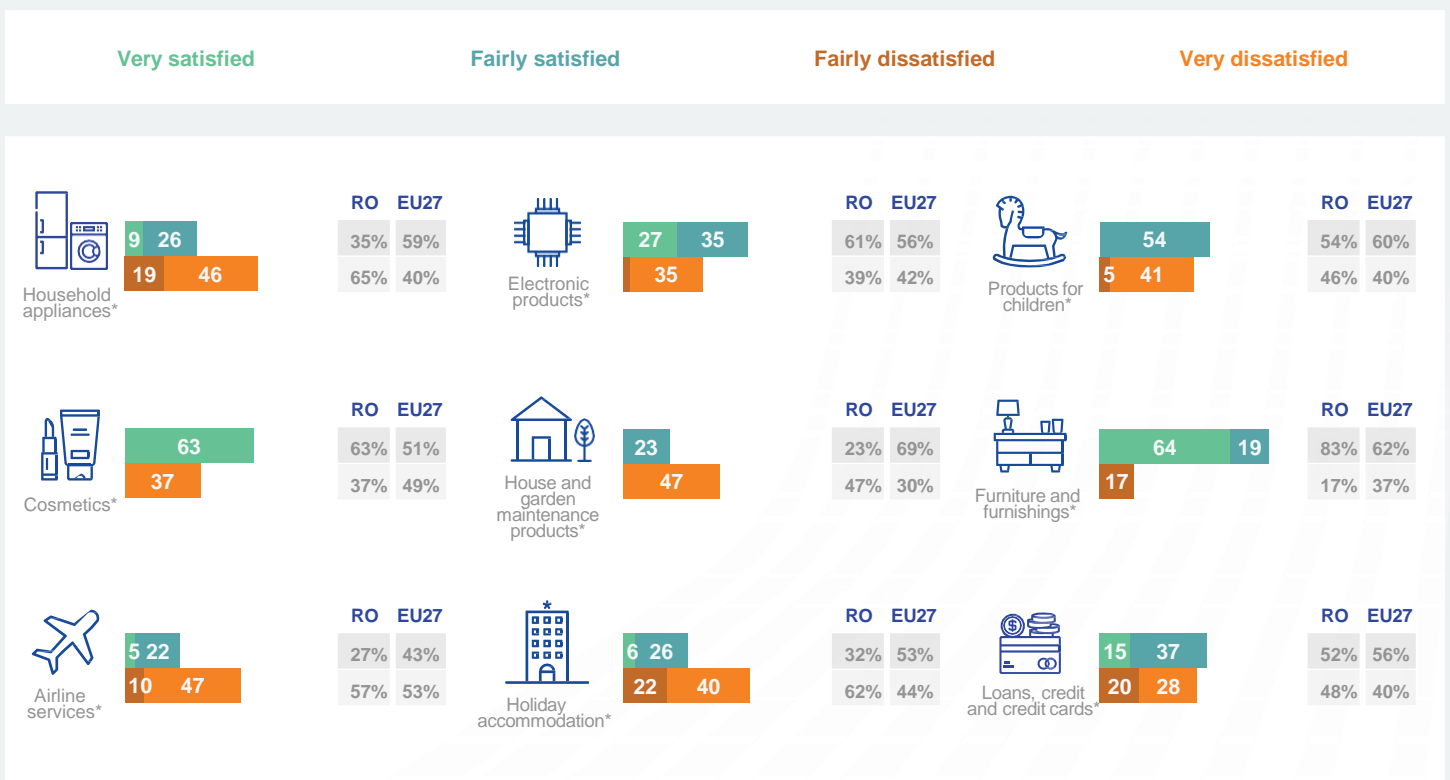 Very satisfied Fairly satisfied Fairly dissatisfied Very dissatisfied
RO EU27
9 26 35% 59%
19 46 65% 40%
Household
appliances*
RO EU27
27 35 61% 56%
35 39% 42%
Electronic
products*
RO EU27
54 54% 60%
5 41 46% 40%
Products for
children*
RO EU27
63 63% 51%
37 37% 49%
Cosmetics*
RO EU27
23 23% 69%
47 47% 30%
House and
garden
maintenance
products*
RO EU27
64 19 83% 62%
17 17% 37%
Furniture and
furnishings*
RO EU27
5 22 27% 43%
10 47 57% 53%
Airline
services*
RO EU27
6 26 32% 53%
22 40 62% 44%
Holiday
accommodation*
RO EU27
15 37 52% 56%
20 28 48% 40%
Loans, credit
and credit cards*